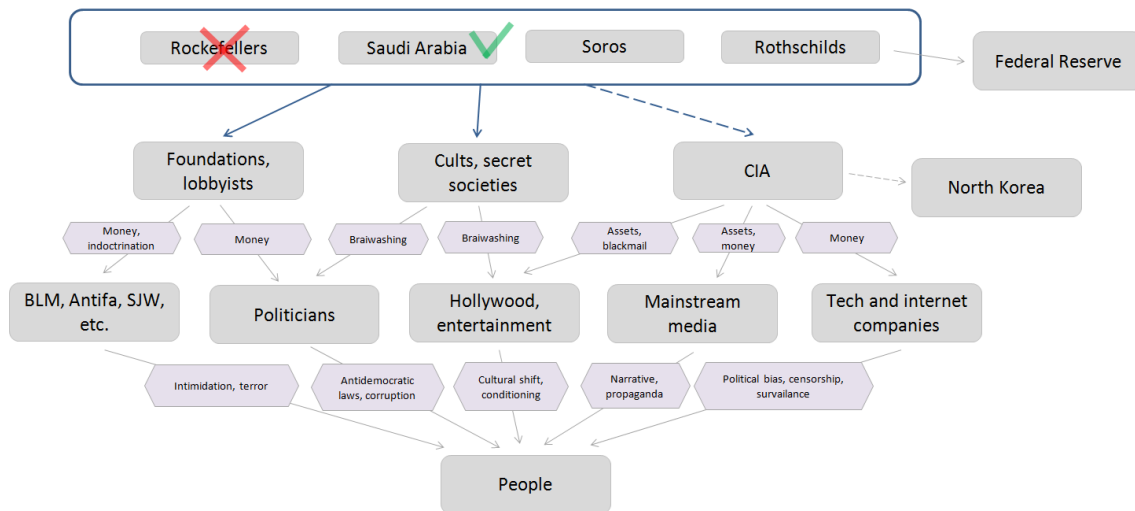 Rockefellers
Saudi Arabia
Soros
Rothschilds
Federal Reserve
Foundations,
lobbyists
Cults, secret
societies
CIA
North Korea
Money,
indoctrination
Money
Braiwashing
Braiwashing
Assets,
blackmail
Assets,
money
Money
BLM, Antifa, SJW,
etc.
Politicians
Hollywood,
entertainment
Mainstream
media
Tech and internet
companies
Intimidation, terror
Antidemocratic
laws, corruption
Cultural shift,
conditioning
Narrative,
propaganda
Political bias, censorship,
survailance
People